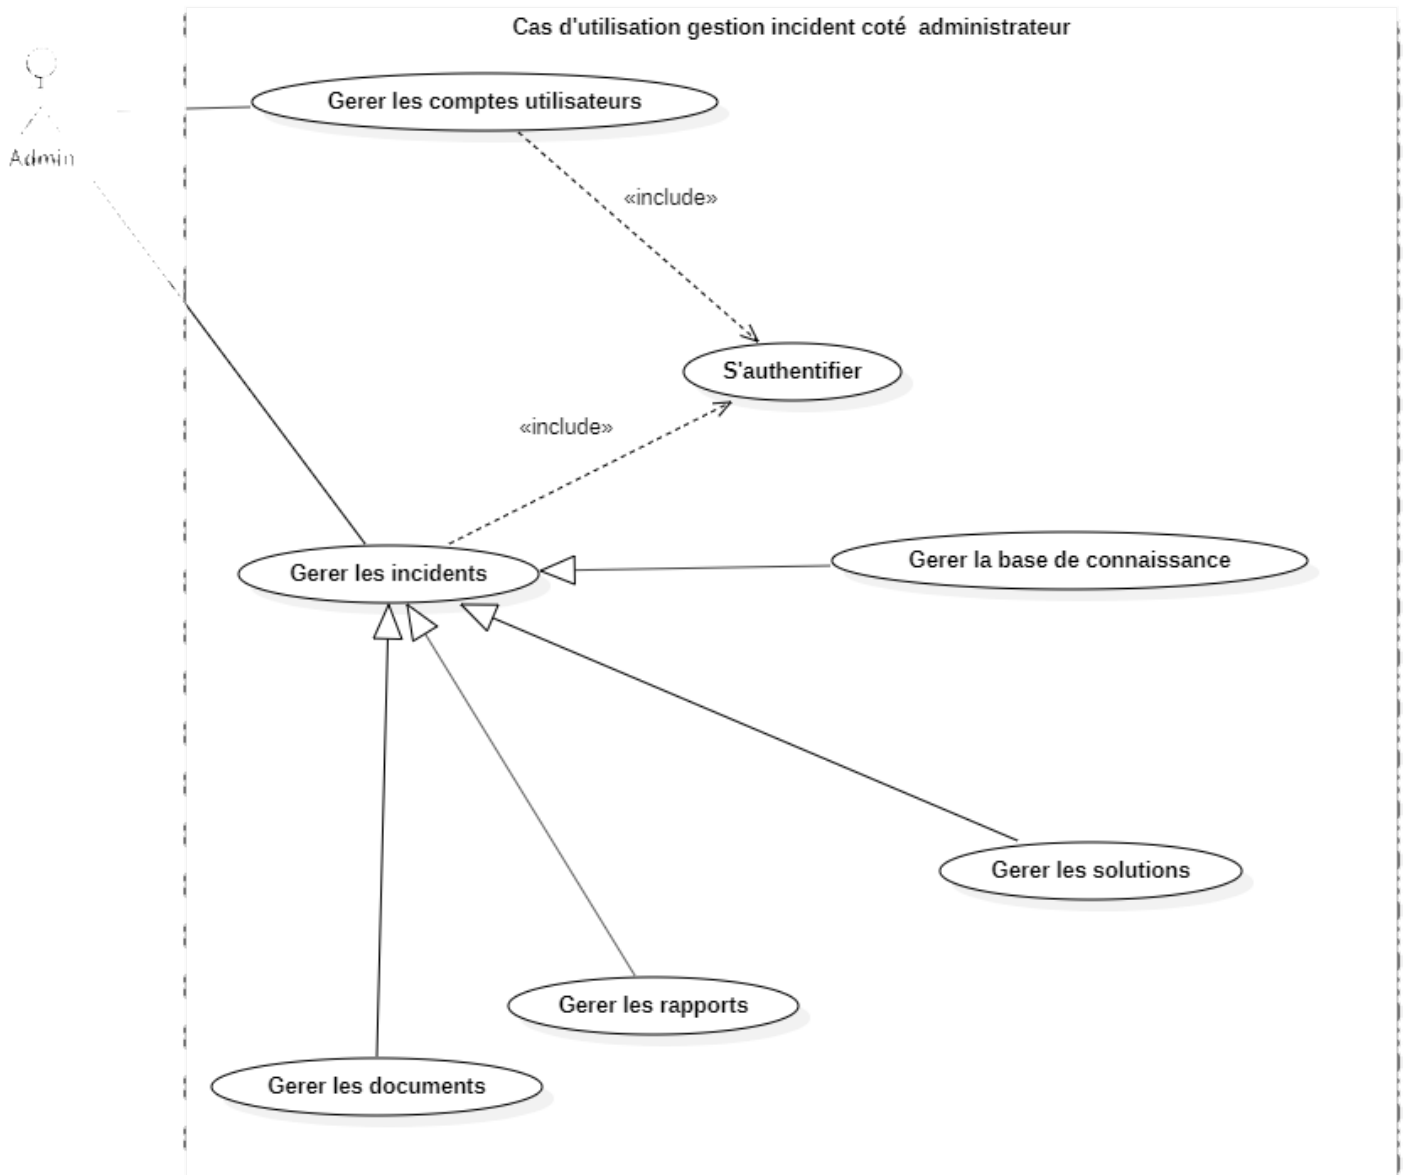 Cas d'utilisation gestion incident coté administrateur
Gerer les comptes utilisateurs
Admin
«include»
S'authentifier
«include»
Gerer la base de connaissance
Gerer les incidents
Gerer les solutions
Gerer les rapports
Gerer les documents